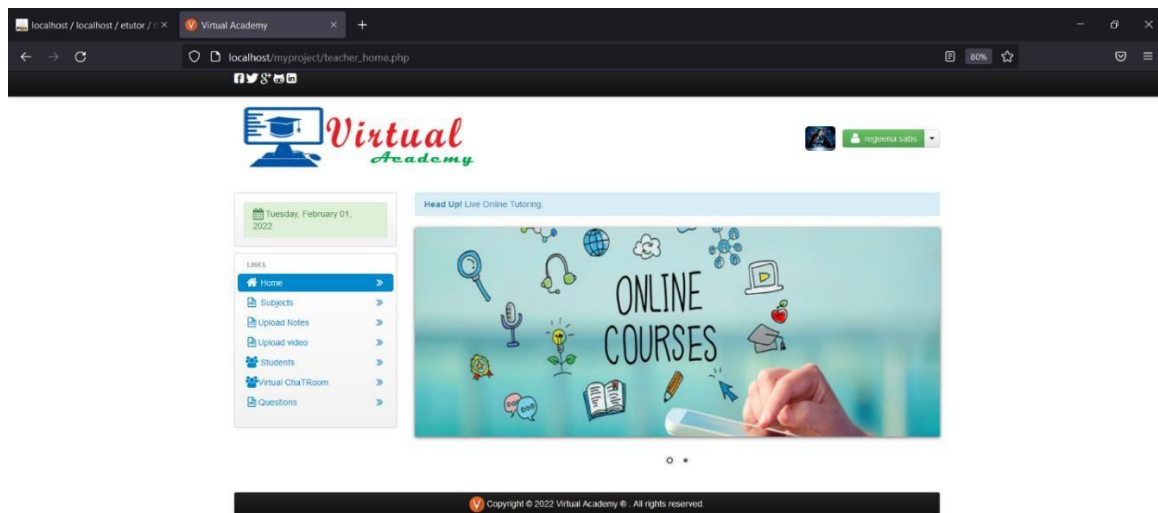 localhost / localhost / etutor /
Virtual Academy
localhost/myproject/teacher_home.php
80%
Virtual
Academy
regeena sabs
Tuesday, February 01,
2022
Head Up! Live Online Tutoring.
LINKS
Home
Subjects
Upload Notes
Upload video
Students
Virtual ChaTRoom
Questions
ONLINE
COURSES
V Copyright © 2022 Virtual Academy ® . All rights reserved.